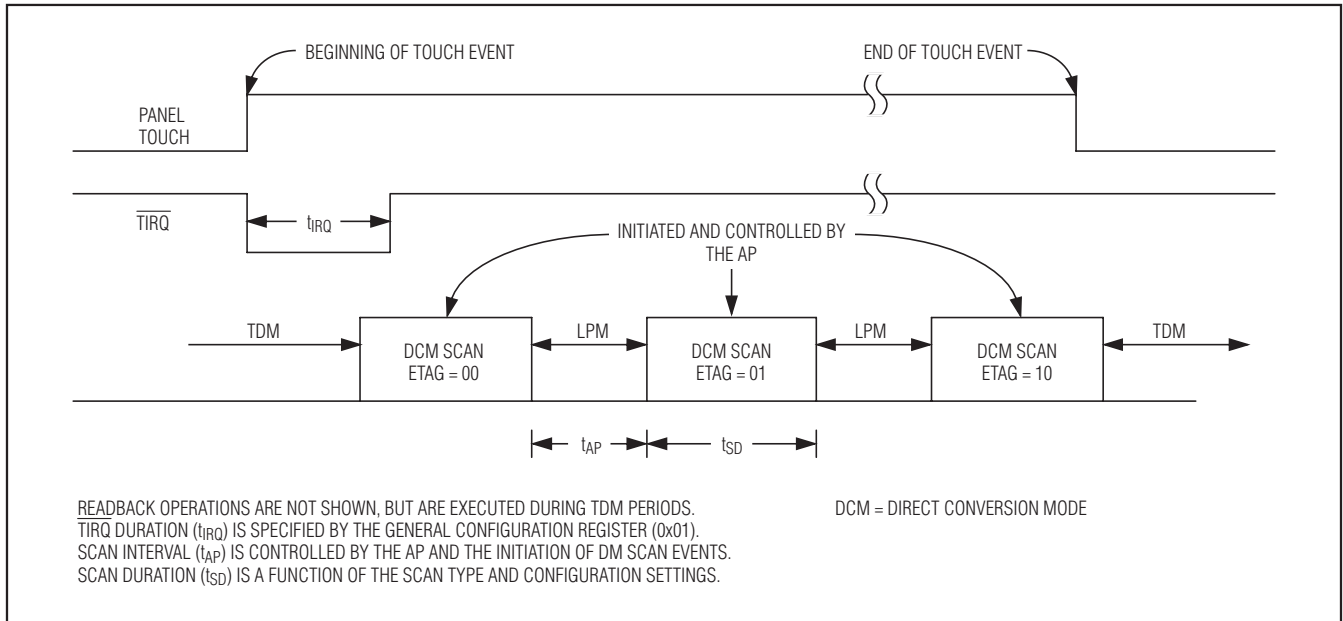 BEGINNING OF TOUCH EVENT
END OF TOUCH EVENT
PANEL
TOUCH
TIRQ
tIRQ
INITIATED AND CONTROLLED BY
THE AP
TDM
DCM SCAN
ETAG = 00
LPM
DCM SCAN
ETAG = 01
LPM
DCM SCAN
ETAG = 10
TDM
tAP
tSD
READBACK OPERATIONS ARE NOT SHOWN, BUT ARE EXECUTED DURING TDM PERIODS.
TIRQ DURATION (tIRQ) IS SPECIFIED BY THE GENERAL CONFIGURATION REGISTER (0x01).
SCAN INTERVAL (tAP) IS CONTROLLED BY THE AP AND THE INITIATION OF DM SCAN EVENTS.
SCAN DURATION (tSD) IS A FUNCTION OF THE SCAN TYPE AND CONFIGURATION SETTINGS.
DCM = DIRECT CONVERSION MODE